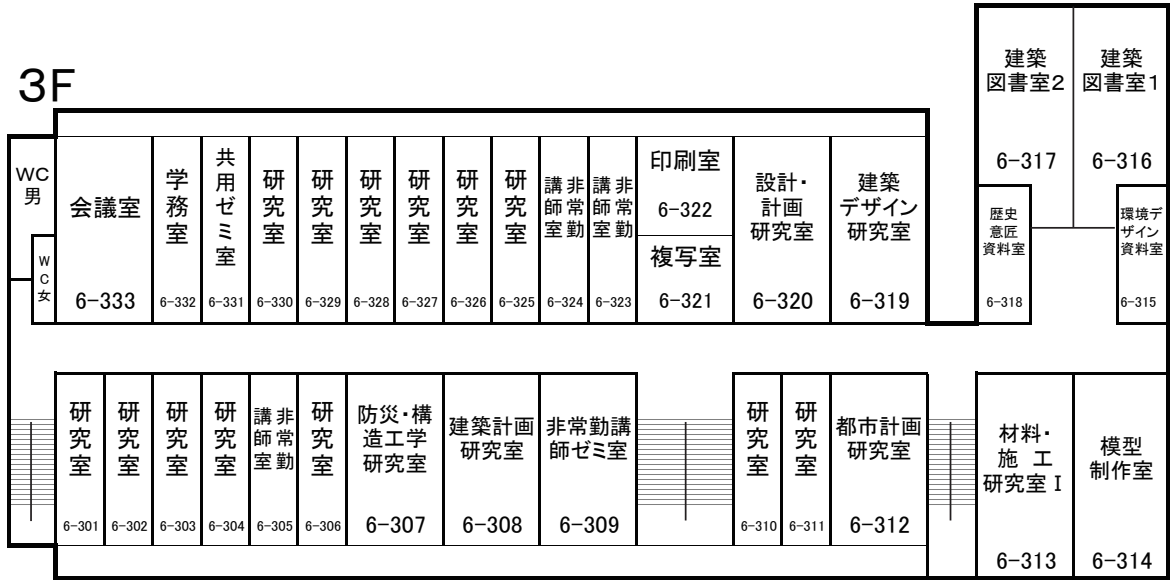 3F
WC
男
WC女
会議室
6-333
学務室
6-332
共用ゼミ室
6-331
研究室
6-330
研究室
6-329
研究室
6-328
研究室
6-327
研究室
6-326
研究室
6-325
非常勤
講師室
6-324
非常勤
講師室
6-323
印刷室
6-322
複写室
6-321
設計・
計画
研究室
6-320
建築
デザイン
研究室
6-319
建築
図書室2
6-317
建築
図書室1
6-316
歴史
意匠
資料室
6-318
環境デ
ザイン
資料室
6-315
研究室
6-301
研究室
6-302
研究室
6-303
研究室
6-304
非常勤
講師室
6-305
研究室
6-306
防災・構
造工学
研究室
6-307
建築計画
研究室
6-308
非常勤講
師ゼミ室
6-309
研究室
6-310
研究室
6-311
都市計画
研究室
6-312
材料・
施 工
研究室Ⅰ
6-313
模型
制作室
6-314